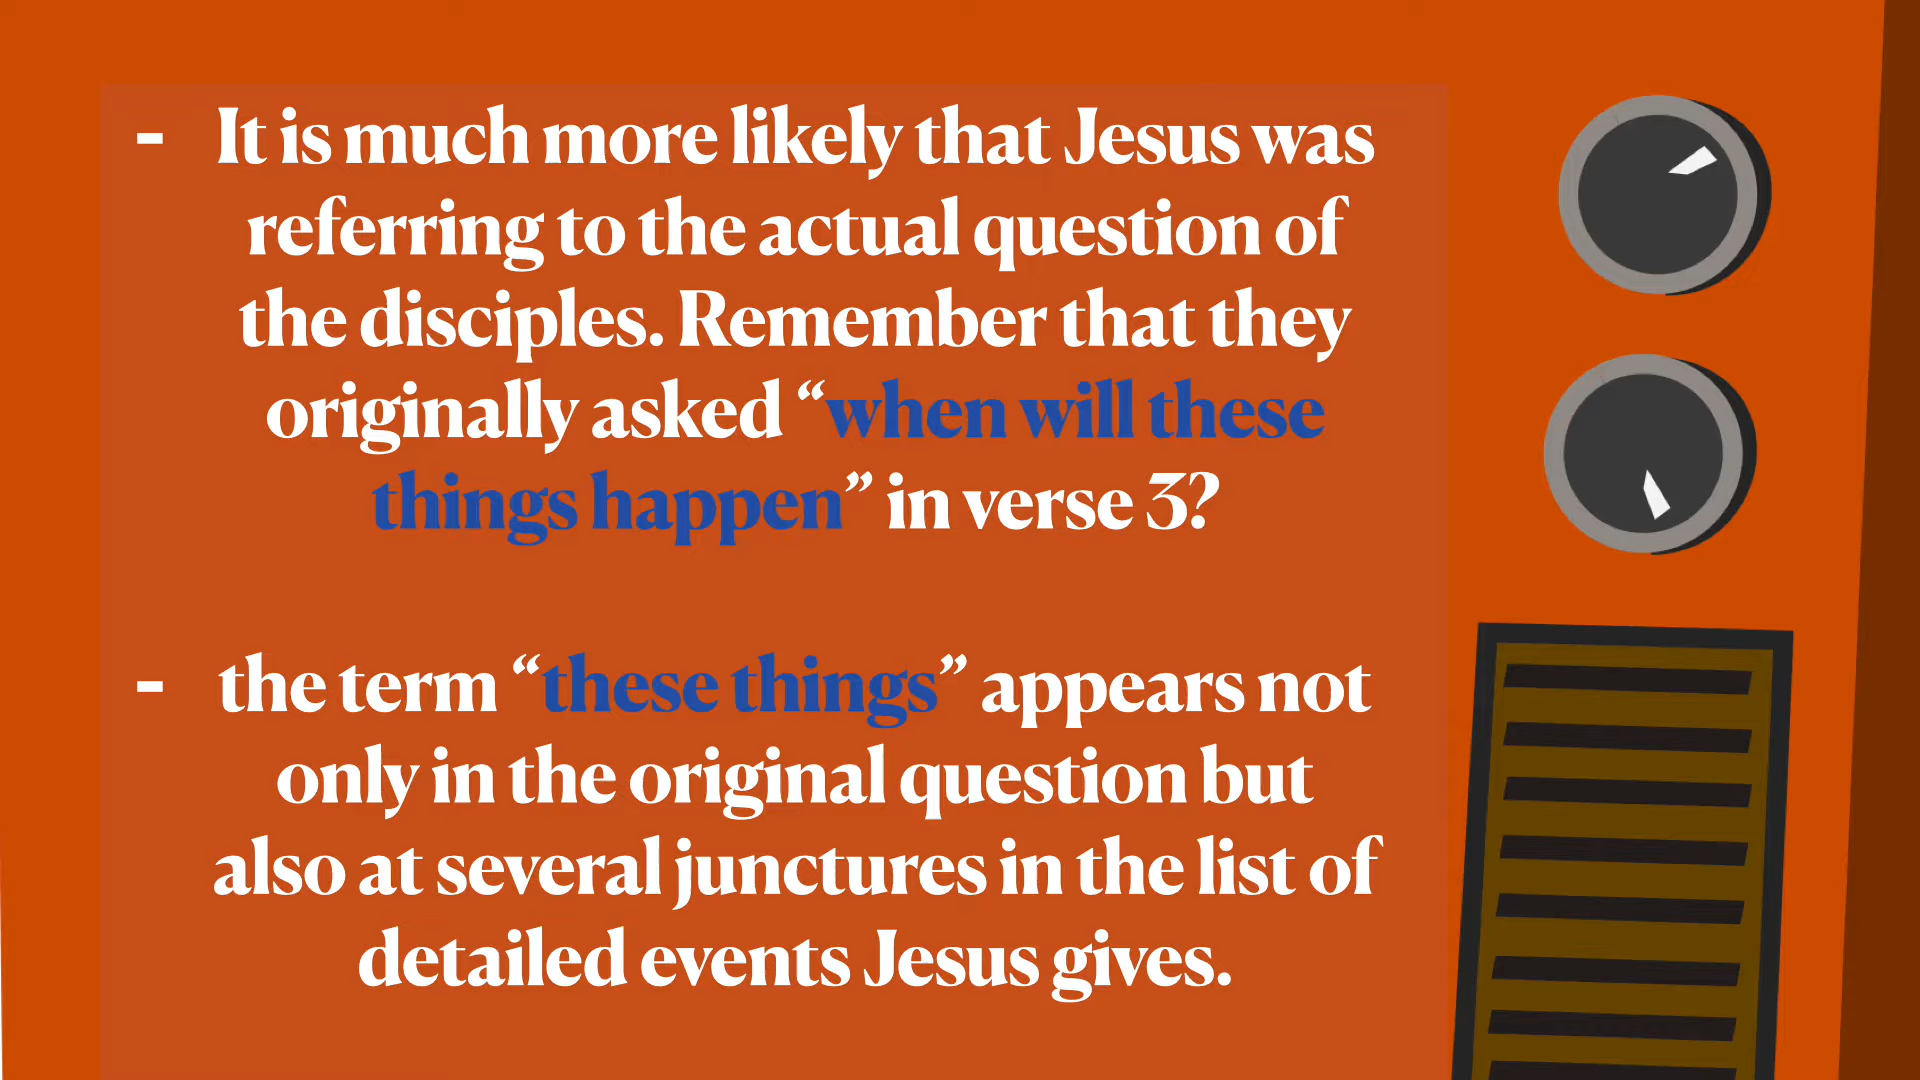 - It is much more likely that Jesus was
referring to the actual question of
the disciples. Remember that they
originally asked “when will these
things happen” in verse 3?
- the term “these things” appears not
only in the original question but
also at several junctures in the list of
detailed events Jesus gives.